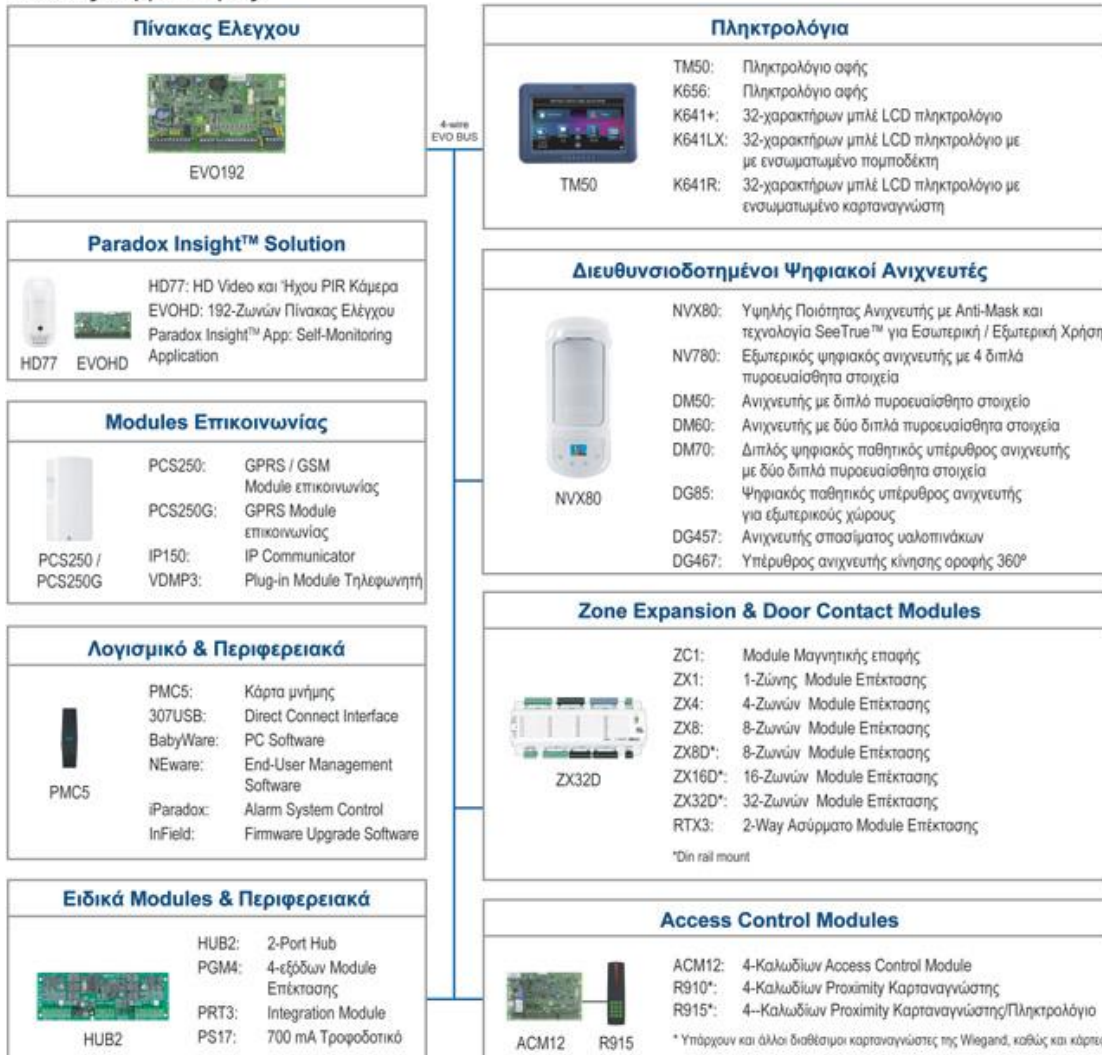 Πίνακας Ελεγχου
EVO192
4-wire
EVO BUS
Πληκτρολόγια
TM50
TM50: Πληκτρολόγιο αφής
K656: Πληκτρολόγιο αφής
K641+: 32-χαρακτήρων μπλέ LCD πληκτρολόγιο
K641LX: 32-χαρακτήρων μπλέ LCD πληκτρολόγιο με
με ενσωματωμένο πομποδέκτη
K641R: 32-χαρακτήρων μπλέ LCD πληκτρολόγιο με
ενσωματωμένο καρταναγνώστη
Paradox Insight™ Solution
HD77 EVOHD
HD77: HD Video και Ήχου PIR Κάμερα
EVOHD: 192-Ζωνών Πίνακας Ελέγχου
Paradox Insight™ App: Self-Monitoring
Application
Διευθυνσιοδοτημένοι Ψηφιακοί Ανιχνευτές
NVX80
NVX80: Υψηλής Ποιότητας Ανιχνευτής με Anti-Mask και
τεχνολογία SeeTrue™ για Εσωτερική / Εξωτερική Χρήση
NV780: Εξωτερικός ψηφιακός ανιχνευτής με 4 διπλά
πυροευαίσθητα στοιχεία
DM50: Ανιχνευτής με διπλό πυροευαίσθητο στοιχείο
DM60: Ανιχνευτής με δύο διπλά πυροευαίσθητα στοιχεία
DM70: Διπλός ψηφιακός παθητικός υπέρυθρος ανιχνευτής
με δύο διπλά πυροευαίσθητα στοιχεία
DG85: Ψηφιακός παθητικός υπέρυθρος ανιχνευτής
για εξωτερικούς χώρους
DG457: Ανιχνευτής σπασίματος υαλοπινάκων
DG467: Υπέρυθρος ανιχνευτής κίνησης οροφής 360º
Modules Επικοινωνίας
PCS250 /
PCS250G
PCS250: GPRS / GSM
Module επικοινωνίας
PCS250G: GPRS Module
επικοινωνίας
IP150: IP Communicator
VDMP3: Plug-in Module Τηλεφωνητή
Zone Expansion & Door Contact Modules
ZX32D
ZC1: Module Μαγνητικής επαφής
ZX1: 1-Ζώνης Module Επέκτασης
ZX4: 4-Ζωνών Module Επέκτασης
ZX8: 8-Ζωνών Module Επέκτασης
ZX8D*: 8-Ζωνών Module Επέκτασης
ZX16D*: 16-Ζωνών Module Επέκτασης
ZX32D*: 32-Ζωνών Module Επέκτασης
RTX3: 2-Way Ασύρματο Module Επέκτασης
*Din rail mount
Λογισμικό & Περιφερειακά
PMC5
PMC5: Κάρτα μνήμης
307USB: Direct Connect Interface
BabyWare: PC Software
NEware: End-User Management
Software
iParadox: Alarm System Control
InField: Firmware Upgrade Software
Ειδικά Modules & Περιφερειακά
HUB2
HUB2: 2-Port Hub
PGM4: 4-εξόδων Module
Επέκτασης
PRT3: Integration Module
PS17: 700 mA Τροφοδοτικό
Access Control Modules
ACM12 R915
ACM12: 4-Καλωδίων Access Control Module
R910*: 4-Καλωδίων Proximity Καρταναγνώστης
R915*: 4--Καλωδίων Proximity Καρταναγνώστης/Πληκτρολόγιο
* Υπάρχουν και άλλοι διαθέσιμοι καρταναγνώστες της Wiegand, καθώς και κάρτες